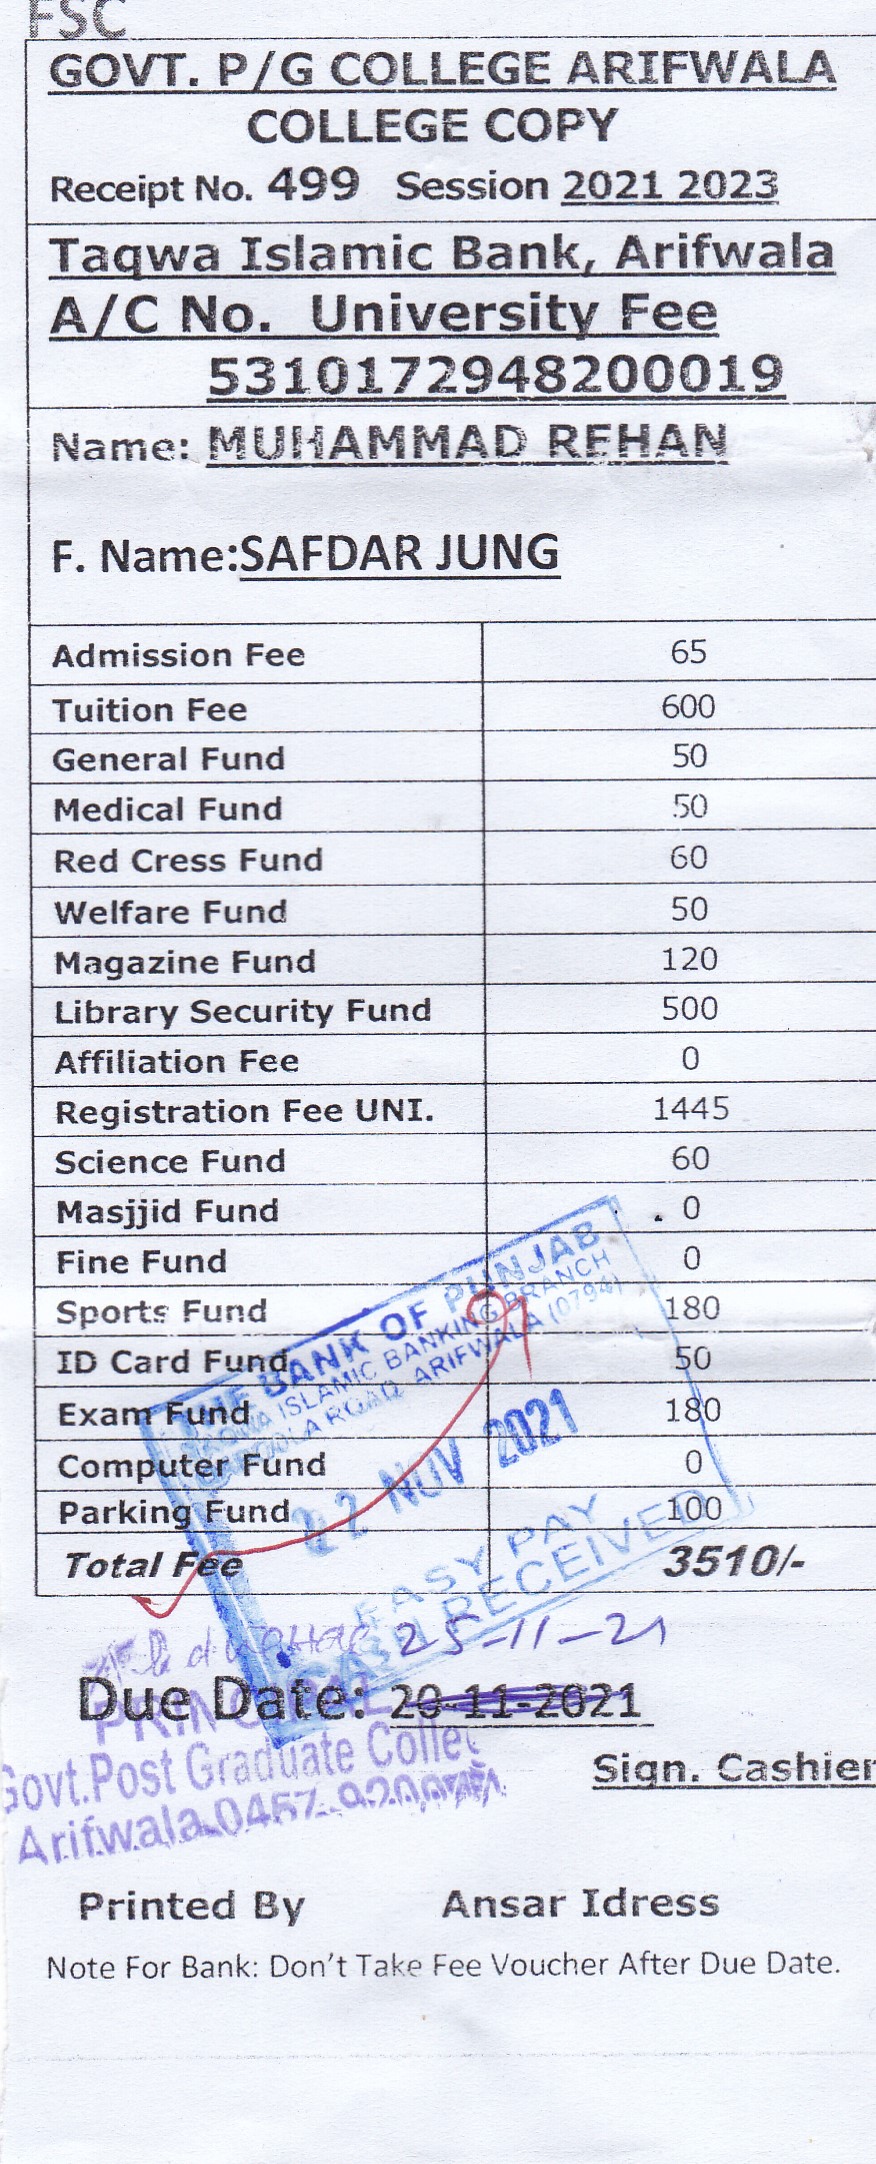 FSC
GOVT. P/G COLLEGE ARIFWALA
COLLEGE COPY
Receipt No. 499 Session 2021 2023
Taqwa Islamic Bank, Arifwala
A/C No. University Fee
5310172948200019
Name: MUHAMMAD REHAN
F. Name:SAFDAR JUNG
Admission Fee 65
Tuition Fee 600
General Fund 50
Medical Fund 50
Red Cress Fund 60
Welfare Fund 50
Magazine Fund 120
Library Security Fund 500
Affiliation Fee 0
Registration Fee UNI. 1445
Science Fund 60
Masjjid Fund 0
Fine Fund 0
Sports Fund 180
ID Card Fund 50
Exam Fund 180
Computer Fund 0
Parking Fund 100
Total Fee 3510/-
THE BANK OF PUNJAB
TAQWA ISLAMIC BANKING BRANCH
ROAD, ARIFWALA (0794)
22 NOV 2021
EASY PAY
CASH RECEIVED
25-11-21
Due Date: 20-11-2021
PRINCIPAL
Govt.Post Graduate Colleg
Arifwala 0457
Sign. Cashier
Printed By Ansar Idress
Note For Bank: Don't Take Fee Voucher After Due Date.